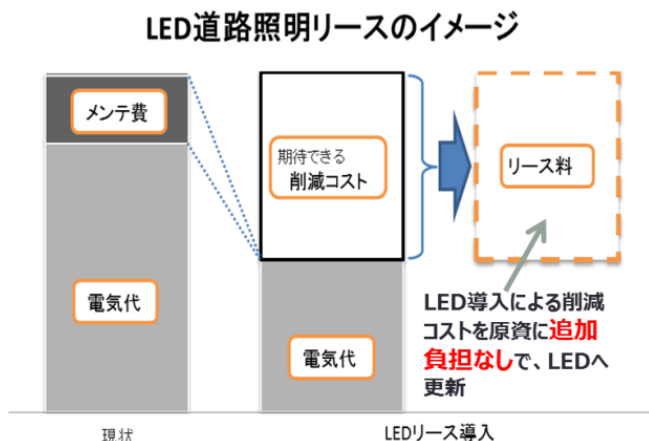 LED道路照明リースのイメージ
メンテ費
期待できる
削減コスト
リース料
電気代
電気代
LED導入による削減
コストを原資に追加
負担なしで、LEDへ
更新
現状
LEDリース導入